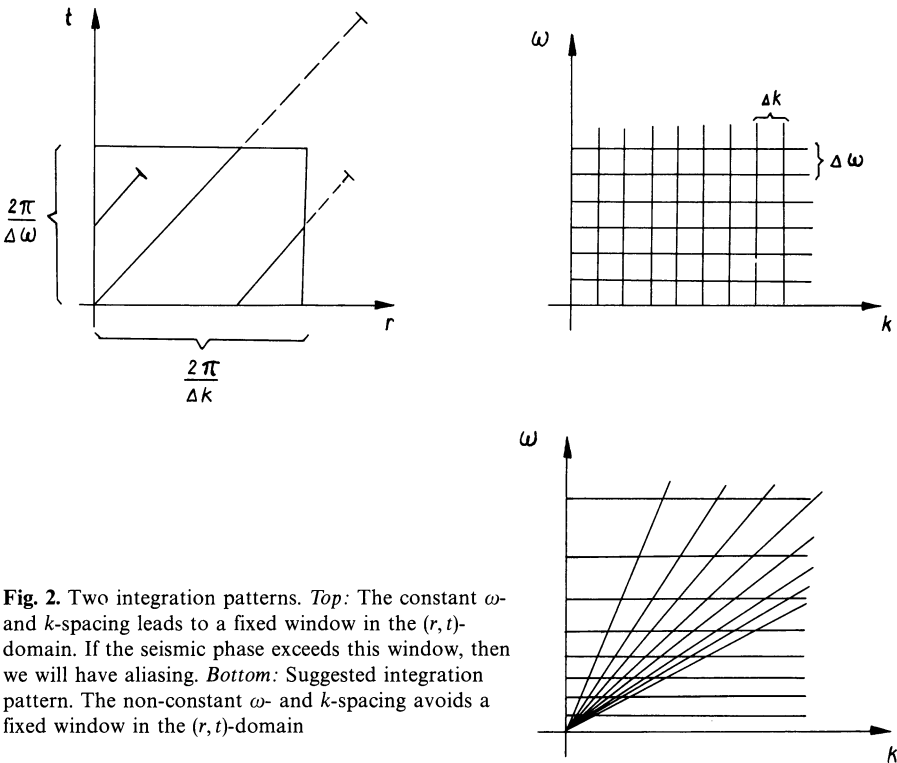 t
2π
Δω
r
2π
Δk
ω
Δk
Δω
k
ω
k
Fig. 2. Two integration patterns. Top: The constant ω-
and k-spacing leads to a fixed window in the (r, t)-
domain. If the seismic phase exceeds this window, then
we will have aliasing. Bottom: Suggested integration
pattern. The non-constant ω- and k-spacing avoids a
fixed window in the (r, t)-domain